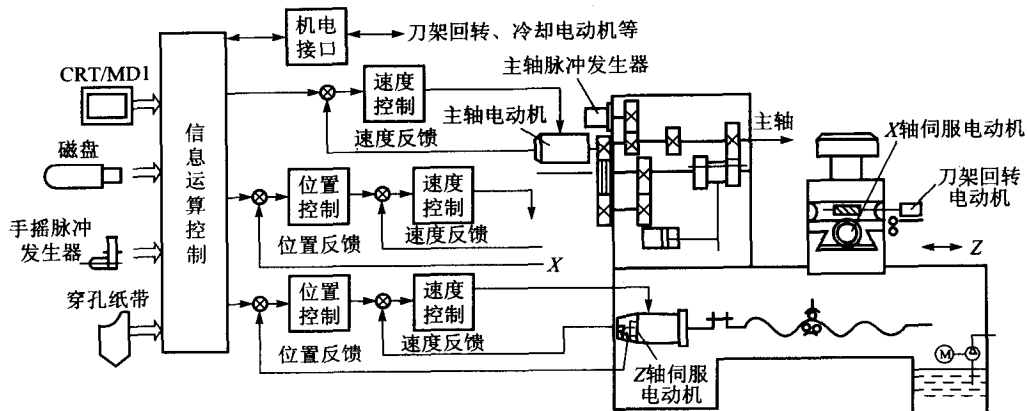 机电
接口
刀架回转、冷却电动机等
CRT/MD1
磁盘
手摇脉冲
发生器
穿孔纸带
信息运算控制
速度
控制
速度反馈
主轴脉冲发生器
主轴电动机
主轴
X轴伺服电动机
刀架回转
电动机
Z
位置
控制
速度
控制
速度反馈
位置反馈
X
位置
控制
速度
控制
速度反馈
位置反馈
Z轴伺服
电动机
M